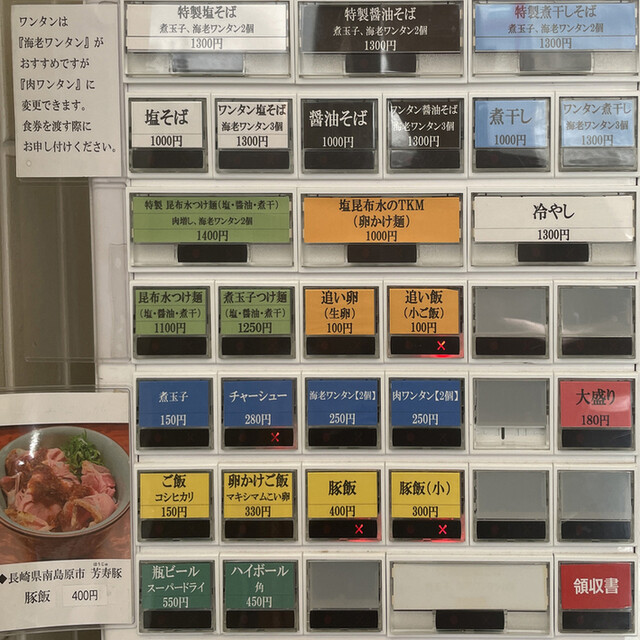 ワンタンは
『海老ワンタン』が
おすすめですが
『肉ワンタン』に
変更できます。
食券を渡す際に
お申し付けください。
特製塩そば
煮玉子、海老ワンタン2個
1300円
特製醤油そば
煮玉子、海老ワンタン2個
1300円
特製煮干しそば
煮玉子、海老ワンタン2個
1300円
塩そば
1000円
ワンタン塩そば
海老ワンタン3個
1300円
醤油そば
1000円
ワンタン醤油そば
海老ワンタン3個
1300円
煮干し
1000円
ワンタン煮干し
海老ワンタン3個
1300円
特製 昆布水つけ麺(塩・醤油・煮干)
肉増し、海老ワンタン2個
1400円
塩昆布水のTKM
(卵かけ麺)
1000円
冷やし
1300円
昆布水つけ麺
(塩・醤油・煮干)
1100円
煮玉子つけ麺
(塩・醤油・煮干)
1250円
追い卵
(生卵)
100円
追い飯
(小ご飯)
100円
煮玉子
150円
チャーシュー
280円
海老ワンタン【2個】
250円
肉ワンタン【2個】
250円
大盛り
180円
ご飯
コシヒカリ
150円
卵かけご飯
マキシマムこい卵
330円
豚飯
400円
豚飯(小)
300円
瓶ビール
スーパードライ
550円
ハイボール
角
450円
領収書
◆長崎県南島原市 芳寿豚
豚飯 400円